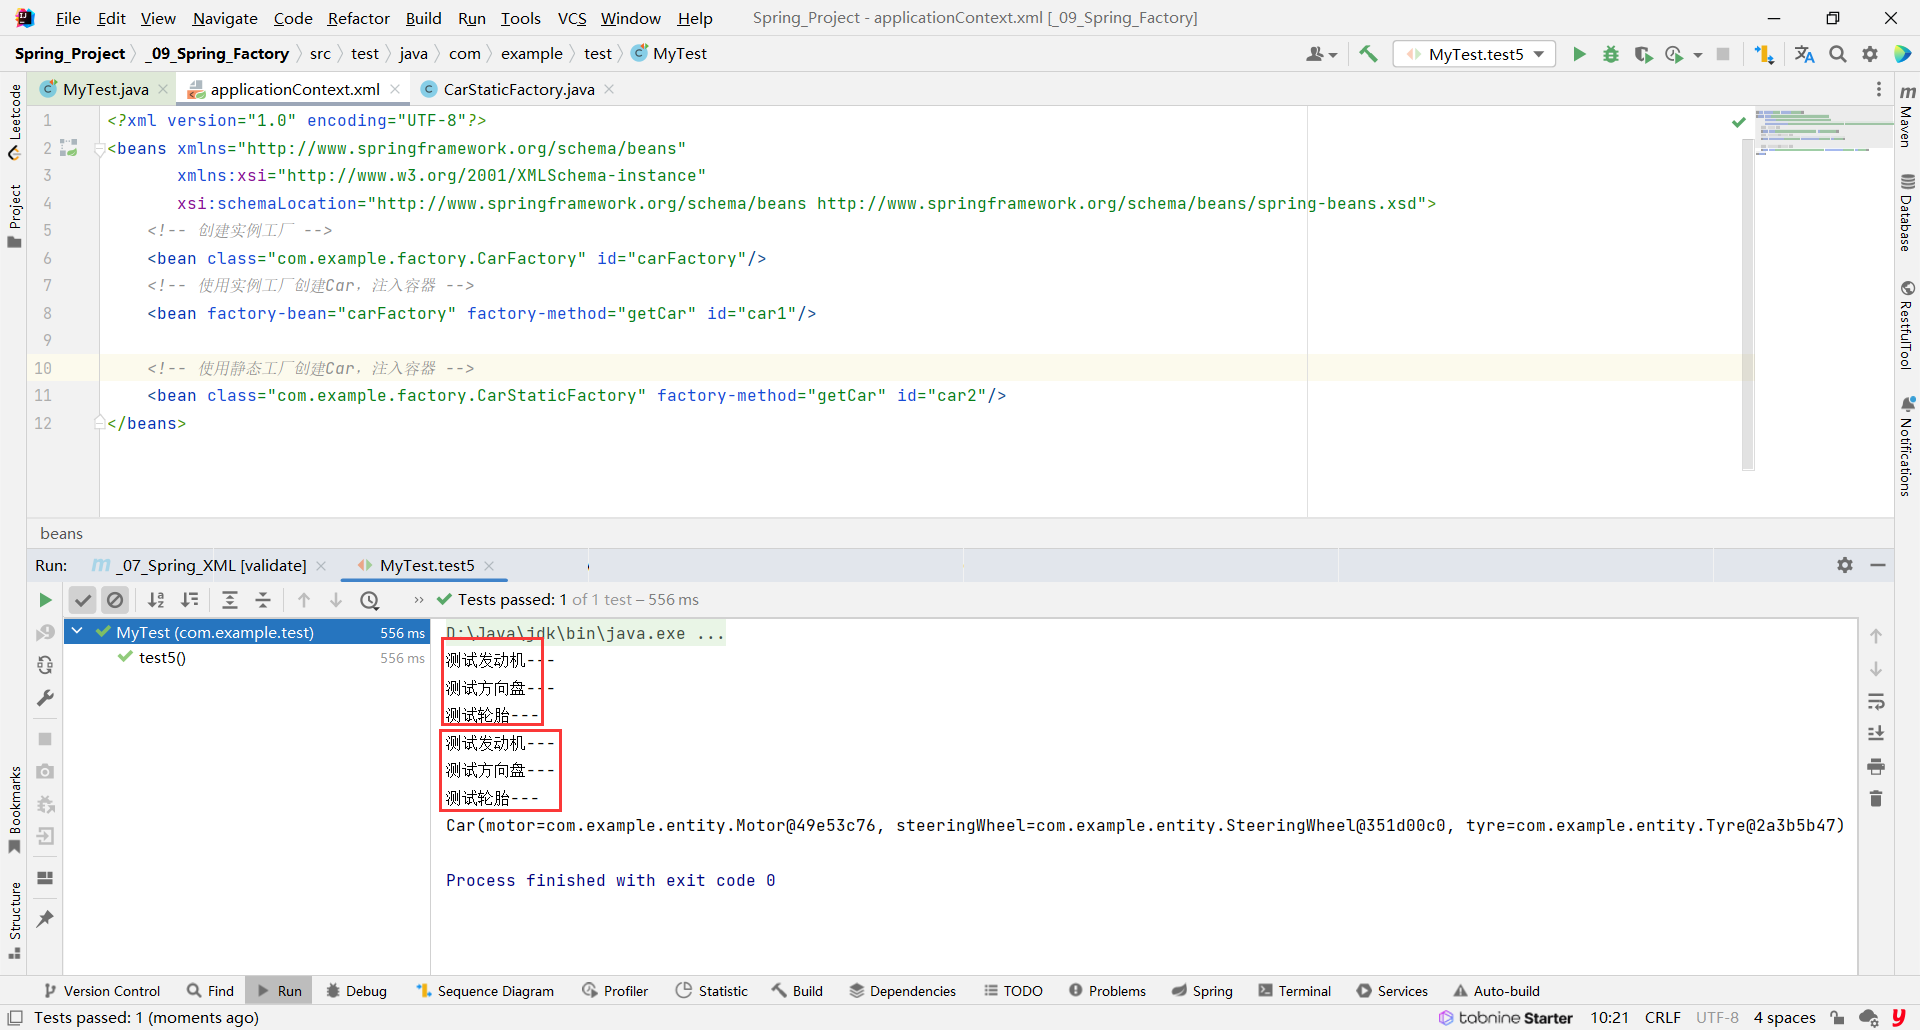 File Edit View Navigate Code Refactor Build Run Tools VCS Window Help Spring_Project - applicationContext.xml [_09_Spring_Factory]
Spring_Project _09_Spring_Factory src test java com example test MyTest MyTest.test5
MyTest.java applicationContext.xml CarStaticFactory.java
1 <?xml version="1.0" encoding="UTF-8"?>
2 <beans xmlns="http://www.springframework.org/schema/beans"
3 xmlns:xsi="http://www.w3.org/2001/XMLSchema-instance"
4 xsi:schemaLocation="http://www.springframework.org/schema/beans http://www.springframework.org/schema/beans/spring-beans.xsd">
5 <!-- 创建实例工厂 -->
6 <bean class="com.example.factory.CarFactory" id="carFactory"/>
7 <!-- 使用实例工厂创建Car，注入容器 -->
8 <bean factory-bean="carFactory" factory-method="getCar" id="car1"/>
9
10 <!-- 使用静态工厂创建Car，注入容器 -->
11 <bean class="com.example.factory.CarStaticFactory" factory-method="getCar" id="car2"/>
12 </beans>
beans
Leetcode
Project
Bookmarks
Structure
Maven
Database
RestfulTool
Notifications
Run: _07_Spring_XML [validate] MyTest.test5
Tests passed: 1 of 1 test – 556 ms
MyTest (com.example.test) 556 ms
test5() 556 ms
D:\Java\jdk\bin\java.exe ...
测试发动机---
测试方向盘---
测试轮胎---
测试发动机---
测试方向盘---
测试轮胎---
Car(motor=com.example.entity.Motor@49e53c76, steeringWheel=com.example.entity.SteeringWheel@351d00c0, tyre=com.example.entity.Tyre@2a3b5b47)
Process finished with exit code 0
Version Control Find Run Debug Sequence Diagram Profiler Statistic Build Dependencies TODO Problems Spring Terminal Services Auto-build
Tests passed: 1 (moments ago) tabnine Starter 10:21 CRLF UTF-8 4 spaces